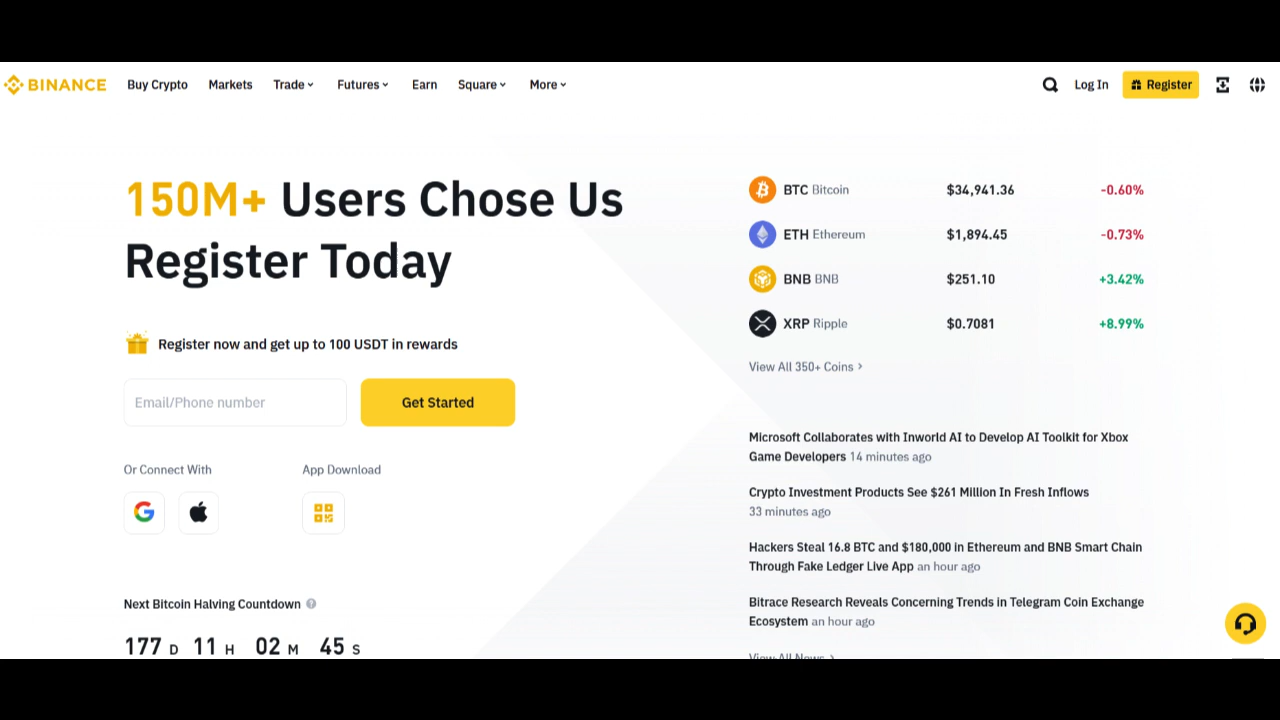 BINANCE Buy Crypto Markets Trade Futures Earn Square More Log In Register
150M+ Users Chose Us
Register Today
Register now and get up to 100 USDT in rewards
Email/Phone number Get Started
Or Connect With App Download
Next Bitcoin Halving Countdown ?
177 D 11 H 02 M 45 S
BTC Bitcoin $34,941.36 -0.60%
ETH Ethereum $1,894.45 -0.73%
BNB BNB $251.10 +3.42%
XRP Ripple $0.7081 +8.99%
View All 350+ Coins
Microsoft Collaborates with Inworld AI to Develop AI Toolkit for Xbox
Game Developers 14 minutes ago
Crypto Investment Products See $261 Million In Fresh Inflows
33 minutes ago
Hackers Steal 16.8 BTC and $180,000 in Ethereum and BNB Smart Chain
Through Fake Ledger Live App an hour ago
Bitrace Research Reveals Concerning Trends in Telegram Coin Exchange
Ecosystem an hour ago
View All News